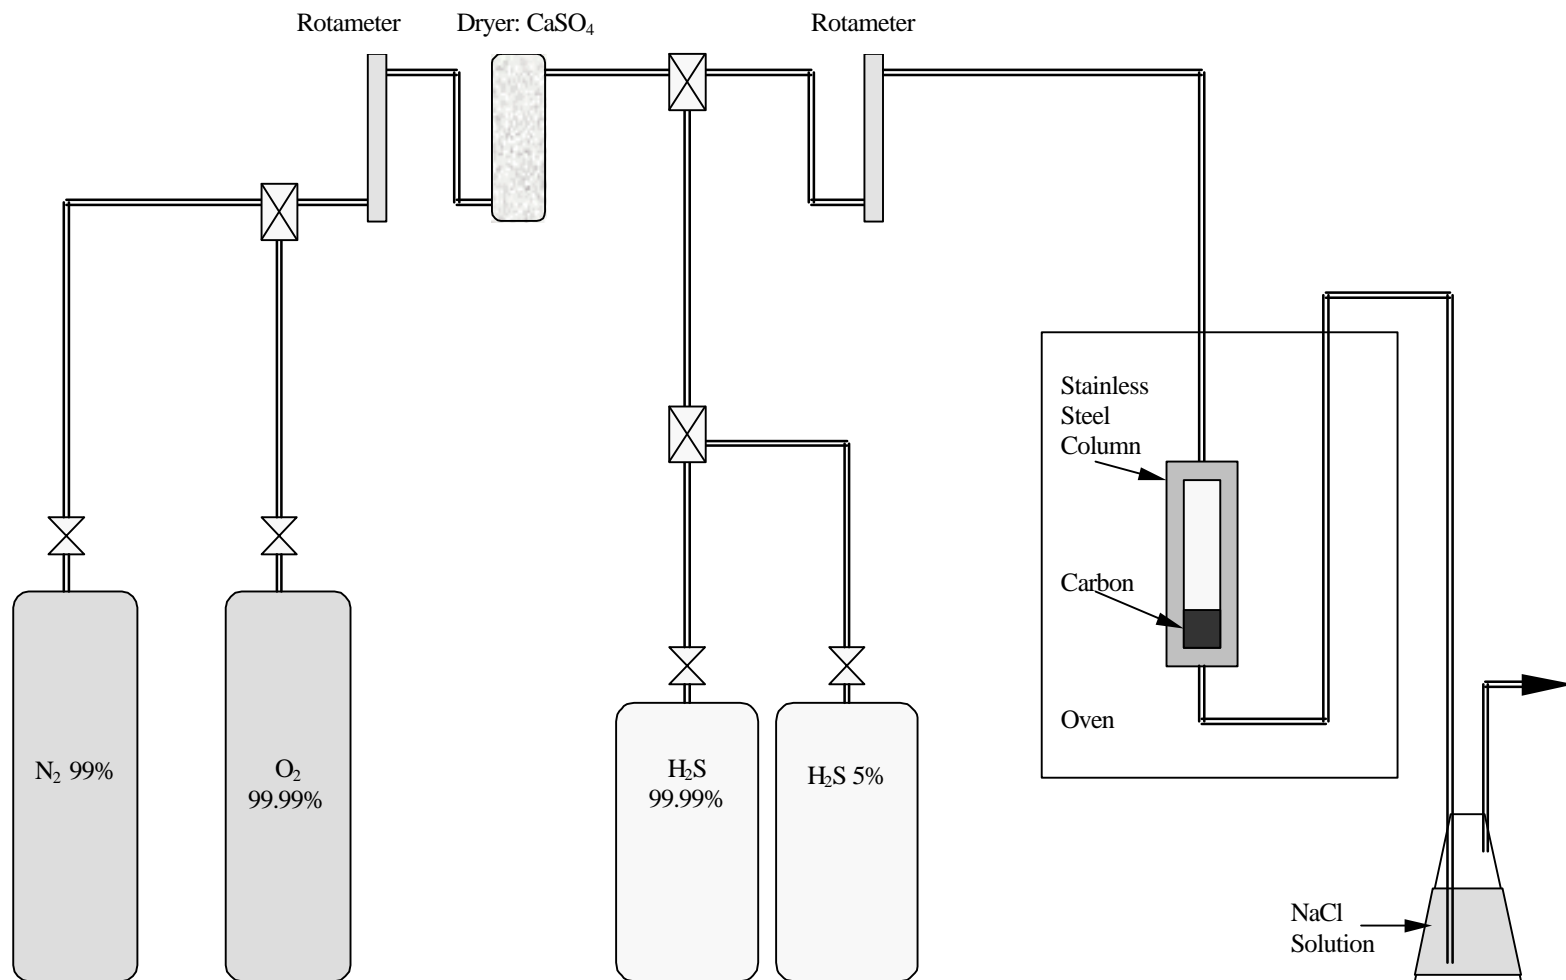 Rotameter
Dryer: CaSO₄
Rotameter
Stainless
Steel
Column
Carbon
Oven
N₂ 99%
O₂
99.99%
H₂S
99.99%
H₂S 5%
NaCl
Solution